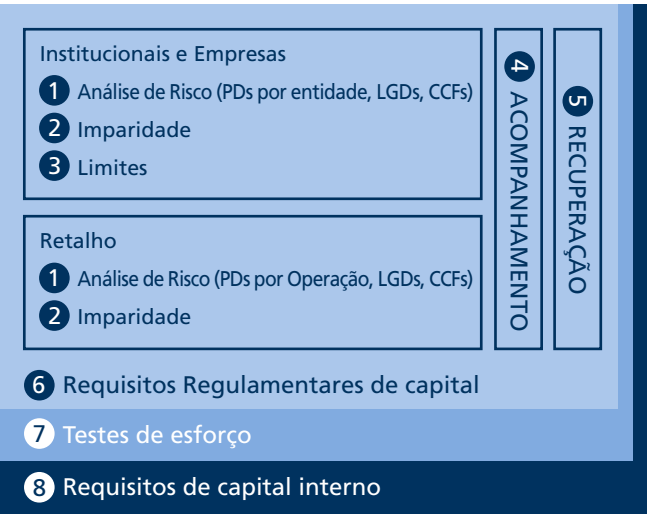 Institucionais e Empresas
1 Análise de Risco (PDs por entidade, LGDs, CCFs)
2 Imparidade
3 Limites
Retalho
1 Análise de Risco (PDs por Operação, LGDs, CCFs)
2 Imparidade
4 ACOMPANHAMENTO
5 RECUPERAÇÃO
6 Requisitos Regulamentares de capital
7 Testes de esforço
8 Requisitos de capital interno